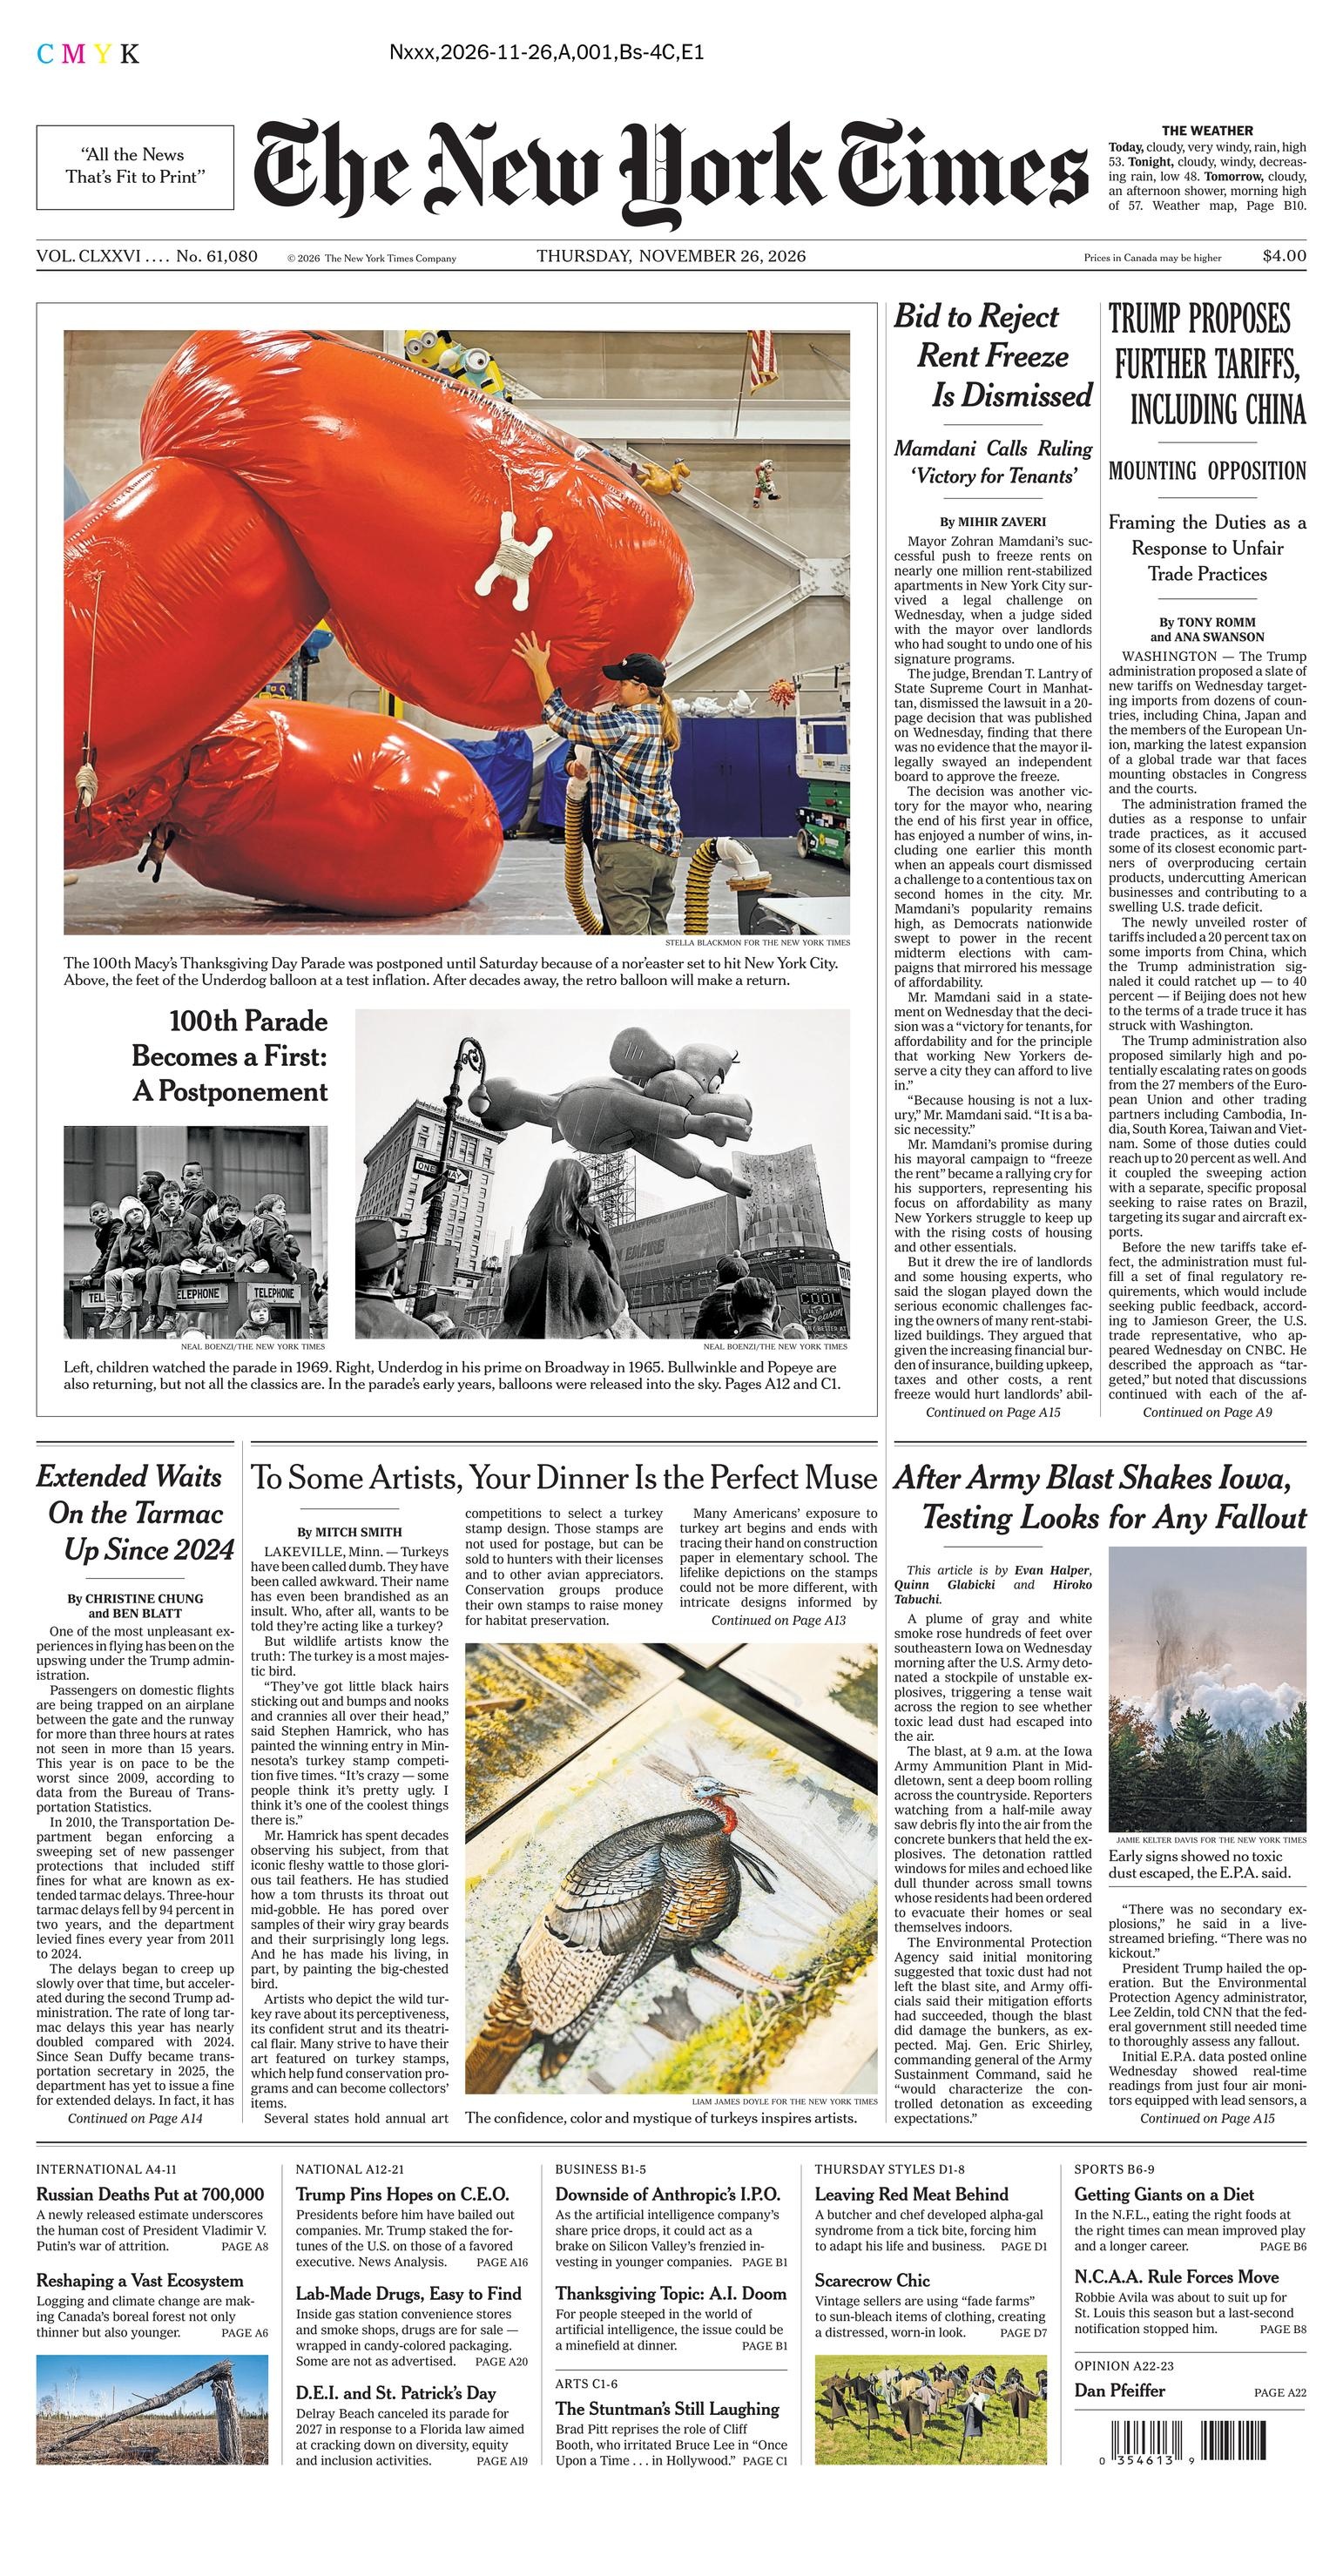 C M Y K
Nxxx,2026-11-26,A,001,Bs-4C,E1
“All the News
That’s Fit to Print”
The New York Times
THE WEATHER
Today, cloudy, very windy, rain, high
53. Tonight, cloudy, windy, decreas-
ing rain, low 48. Tomorrow, cloudy,
an afternoon shower, morning high
of 57. Weather map, Page B10.
VOL. CLXXVI .... No. 61,080
© 2026 The New York Times Company
THURSDAY, NOVEMBER 26, 2026
Prices in Canada may be higher
$4.00
STELLA BLACKMON FOR THE NEW YORK TIMES
The 100th Macy’s Thanksgiving Day Parade was postponed until Saturday because of a nor’easter set to hit New York City.
Above, the feet of the Underdog balloon at a test inflation. After decades away, the retro balloon will make a return.
100th Parade
Becomes a First:
A Postponement
TELEPHONE
TELEPHONE
ONE WAY
COOL
NEAL BOENZI/THE NEW YORK TIMES
NEAL BOENZI/THE NEW YORK TIMES
Left, children watched the parade in 1969. Right, Underdog in his prime on Broadway in 1965. Bullwinkle and Popeye are
also returning, but not all the classics are. In the parade’s early years, balloons were released into the sky. Pages A12 and C1.
Bid to Reject
Rent Freeze
Is Dismissed
Mamdani Calls Ruling
‘Victory for Tenants’
By MIHIR ZAVERI
Mayor Zohran Mamdani’s suc-
cessful push to freeze rents on
nearly one million rent-stabilized
apartments in New York City sur-
vived a legal challenge on
Wednesday, when a judge sided
with the mayor over landlords
who had sought to undo one of his
signature programs.
The judge, Brendan T. Lantry of
State Supreme Court in Manhat-
tan, dismissed the lawsuit in a 20-
page decision that was published
on Wednesday, finding that there
was no evidence that the mayor il-
legally swayed an independent
board to approve the freeze.
The decision was another vic-
tory for the mayor who, nearing
the end of his first year in office,
has enjoyed a number of wins, in-
cluding one earlier this month
when an appeals court dismissed
a challenge to a contentious tax on
second homes in the city. Mr.
Mamdani’s popularity remains
high, as Democrats nationwide
swept to power in the recent
midterm elections with cam-
paigns that mirrored his message
of affordability.
Mr. Mamdani said in a state-
ment on Wednesday that the deci-
sion was a “victory for tenants, for
affordability and for the principle
that working New Yorkers de-
serve a city they can afford to live
in.”
“Because housing is not a lux-
ury,” Mr. Mamdani said. “It is a ba-
sic necessity.”
Mr. Mamdani’s promise during
his mayoral campaign to “freeze
the rent” became a rallying cry for
his supporters, representing his
focus on affordability as many
New Yorkers struggle to keep up
with the rising costs of housing
and other essentials.
But it drew the ire of landlords
and some housing experts, who
said the slogan played down the
serious economic challenges fac-
ing the owners of many rent-stabi-
lized buildings. They argued that
given the increasing financial bur-
den of insurance, building upkeep,
taxes and other costs, a rent
freeze would hurt landlords’ abil-
Continued on Page A15
TRUMP PROPOSES
FURTHER TARIFFS,
INCLUDING CHINA
MOUNTING OPPOSITION
Framing the Duties as a
Response to Unfair
Trade Practices
By TONY ROMM
and ANA SWANSON
WASHINGTON — The Trump
administration proposed a slate of
new tariffs on Wednesday target-
ing imports from dozens of coun-
tries, including China, Japan and
the members of the European Un-
ion, marking the latest expansion
of a global trade war that faces
mounting obstacles in Congress
and the courts.
The administration framed the
duties as a response to unfair
trade practices, as it accused
some of its closest economic part-
ners of overproducing certain
products, undercutting American
businesses and contributing to a
swelling U.S. trade deficit.
The newly unveiled roster of
tariffs included a 20 percent tax on
some imports from China, which
the Trump administration sig-
naled it could ratchet up — to 40
percent — if Beijing does not hew
to the terms of a trade truce it has
struck with Washington.
The Trump administration also
proposed similarly high and po-
tentially escalating rates on goods
from the 27 members of the Euro-
pean Union and other trading
partners including Cambodia, In-
dia, South Korea, Taiwan and Viet-
nam. Some of those duties could
reach up to 20 percent as well. And
it coupled the sweeping action
with a separate, specific proposal
seeking to raise rates on Brazil,
targeting its sugar and aircraft ex-
ports.
Before the new tariffs take ef-
fect, the administration must ful-
fill a set of final regulatory re-
quirements, which would include
seeking public feedback, accord-
ing to Jamieson Greer, the U.S.
trade representative, who ap-
peared Wednesday on CNBC. He
described the approach as “tar-
geted,” but noted that discussions
continued with each of the af-
Continued on Page A9
Extended Waits
On the Tarmac
Up Since 2024
By CHRISTINE CHUNG
and BEN BLATT
One of the most unpleasant ex-
periences in flying has been on the
upswing under the Trump admin-
istration.
Passengers on domestic flights
are being trapped on an airplane
between the gate and the runway
for more than three hours at rates
not seen in more than 15 years.
This year is on pace to be the
worst since 2009, according to
data from the Bureau of Trans-
portation Statistics.
In 2010, the Transportation De-
partment began enforcing a
sweeping set of new passenger
protections that included stiff
fines for what are known as ex-
tended tarmac delays. Three-hour
tarmac delays fell by 94 percent in
two years, and the department
levied fines every year from 2011
to 2024.
The delays began to creep up
slowly over that time, but acceler-
ated during the second Trump ad-
ministration. The rate of long tar-
mac delays this year has nearly
doubled compared with 2024.
Since Sean Duffy became trans-
portation secretary in 2025, the
department has yet to issue a fine
for extended delays. In fact, it has
Continued on Page A14
To Some Artists, Your Dinner Is the Perfect Muse
By MITCH SMITH
LAKEVILLE, Minn. — Turkeys
have been called dumb. They have
been called awkward. Their name
has even been brandished as an
insult. Who, after all, wants to be
told they’re acting like a turkey?
But wildlife artists know the
truth: The turkey is a most majes-
tic bird.
“They’ve got little black hairs
sticking out and bumps and nooks
and crannies all over their head,”
said Stephen Hamrick, who has
painted the winning entry in Min-
nesota’s turkey stamp competi-
tion five times. “It’s crazy — some
people think it’s pretty ugly. I
think it’s one of the coolest things
there is.”
Mr. Hamrick has spent decades
observing his subject, from that
iconic fleshy wattle to those glori-
ous tail feathers. He has studied
how a tom thrusts its throat out
mid-gobble. He has pored over
samples of their wiry gray beards
and their surprisingly long legs.
And he has made his living, in
part, by painting the big-chested
bird.
Artists who depict the wild tur-
key rave about its perceptiveness,
its confident strut and its theatri-
cal flair. Many strive to have their
art featured on turkey stamps,
which help fund conservation pro-
grams and can become collectors’
items.
Several states hold annual art
competitions to select a turkey
stamp design. Those stamps are
not used for postage, but can be
sold to hunters with their licenses
and to other avian appreciators.
Conservation groups produce
their own stamps to raise money
for habitat preservation.
Many Americans’ exposure to
turkey art begins and ends with
tracing their hand on construction
paper in elementary school. The
lifelike depictions on the stamps
could not be more different, with
intricate designs informed by
Continued on Page A13
LIAM JAMES DOYLE FOR THE NEW YORK TIMES
The confidence, color and mystique of turkeys inspires artists.
After Army Blast Shakes Iowa,
Testing Looks for Any Fallout
This article is by Evan Halper,
Quinn Glabicki and Hiroko
Tabuchi.
A plume of gray and white
smoke rose hundreds of feet over
southeastern Iowa on Wednesday
morning after the U.S. Army deto-
nated a stockpile of unstable ex-
plosives, triggering a tense wait
across the region to see whether
toxic lead dust had escaped into
the air.
The blast, at 9 a.m. at the Iowa
Army Ammunition Plant in Mid-
dletown, sent a deep boom rolling
across the countryside. Reporters
watching from a half-mile away
saw debris fly into the air from the
concrete bunkers that held the ex-
plosives. The detonation rattled
windows for miles and echoed like
dull thunder across small towns
whose residents had been ordered
to evacuate their homes or seal
themselves indoors.
The Environmental Protection
Agency said initial monitoring
suggested that toxic dust had not
left the blast site, and Army offi-
cials said their mitigation efforts
had succeeded, though the blast
did damage the bunkers, as ex-
pected. Maj. Gen. Eric Shirley,
commanding general of the Army
Sustainment Command, said he
“would characterize the con-
trolled detonation as exceeding
expectations.”
JAMIE KELTER DAVIS FOR THE NEW YORK TIMES
Early signs showed no toxic
dust escaped, the E.P.A. said.
“There was no secondary ex-
plosions,” he said in a live-
streamed briefing. “There was no
kickout.”
President Trump hailed the op-
eration. But the Environmental
Protection Agency administrator,
Lee Zeldin, told CNN that the fed-
eral government still needed time
to thoroughly assess any fallout.
Initial E.P.A. data posted online
Wednesday showed real-time
readings from just four air moni-
tors equipped with lead sensors, a
Continued on Page A15
INTERNATIONAL A4-11
Russian Deaths Put at 700,000
A newly released estimate underscores
the human cost of President Vladimir V.
Putin’s war of attrition. PAGE A8
Reshaping a Vast Ecosystem
Logging and climate change are mak-
ing Canada’s boreal forest not only
thinner but also younger. PAGE A6
NATIONAL A12-21
Trump Pins Hopes on C.E.O.
Presidents before him have bailed out
companies. Mr. Trump staked the for-
tunes of the U.S. on those of a favored
executive. News Analysis. PAGE A16
Lab-Made Drugs, Easy to Find
Inside gas station convenience stores
and smoke shops, drugs are for sale —
wrapped in candy-colored packaging.
Some are not as advertised. PAGE A20
D.E.I. and St. Patrick’s Day
Delray Beach canceled its parade for
2027 in response to a Florida law aimed
at cracking down on diversity, equity
and inclusion activities. PAGE A19
BUSINESS B1-5
Downside of Anthropic’s I.P.O.
As the artificial intelligence company’s
share price drops, it could act as a
brake on Silicon Valley’s frenzied in-
vesting in younger companies. PAGE B1
Thanksgiving Topic: A.I. Doom
For people steeped in the world of
artificial intelligence, the issue could be
a minefield at dinner. PAGE B1
ARTS C1-6
The Stuntman’s Still Laughing
Brad Pitt reprises the role of Cliff
Booth, who irritated Bruce Lee in “Once
Upon a Time . . . in Hollywood.” PAGE C1
THURSDAY STYLES D1-8
Leaving Red Meat Behind
A butcher and chef developed alpha-gal
syndrome from a tick bite, forcing him
to adapt his life and business. PAGE D1
Scarecrow Chic
Vintage sellers are using “fade farms”
to sun-bleach items of clothing, creating
a distressed, worn-in look. PAGE D7
SPORTS B6-9
Getting Giants on a Diet
In the N.F.L., eating the right foods at
the right times can mean improved play
and a longer career. PAGE B6
N.C.A.A. Rule Forces Move
Robbie Avila was about to suit up for
St. Louis this season but a last-second
notification stopped him. PAGE B8
OPINION A22-23
Dan Pfeiffer PAGE A22
0 354613 9